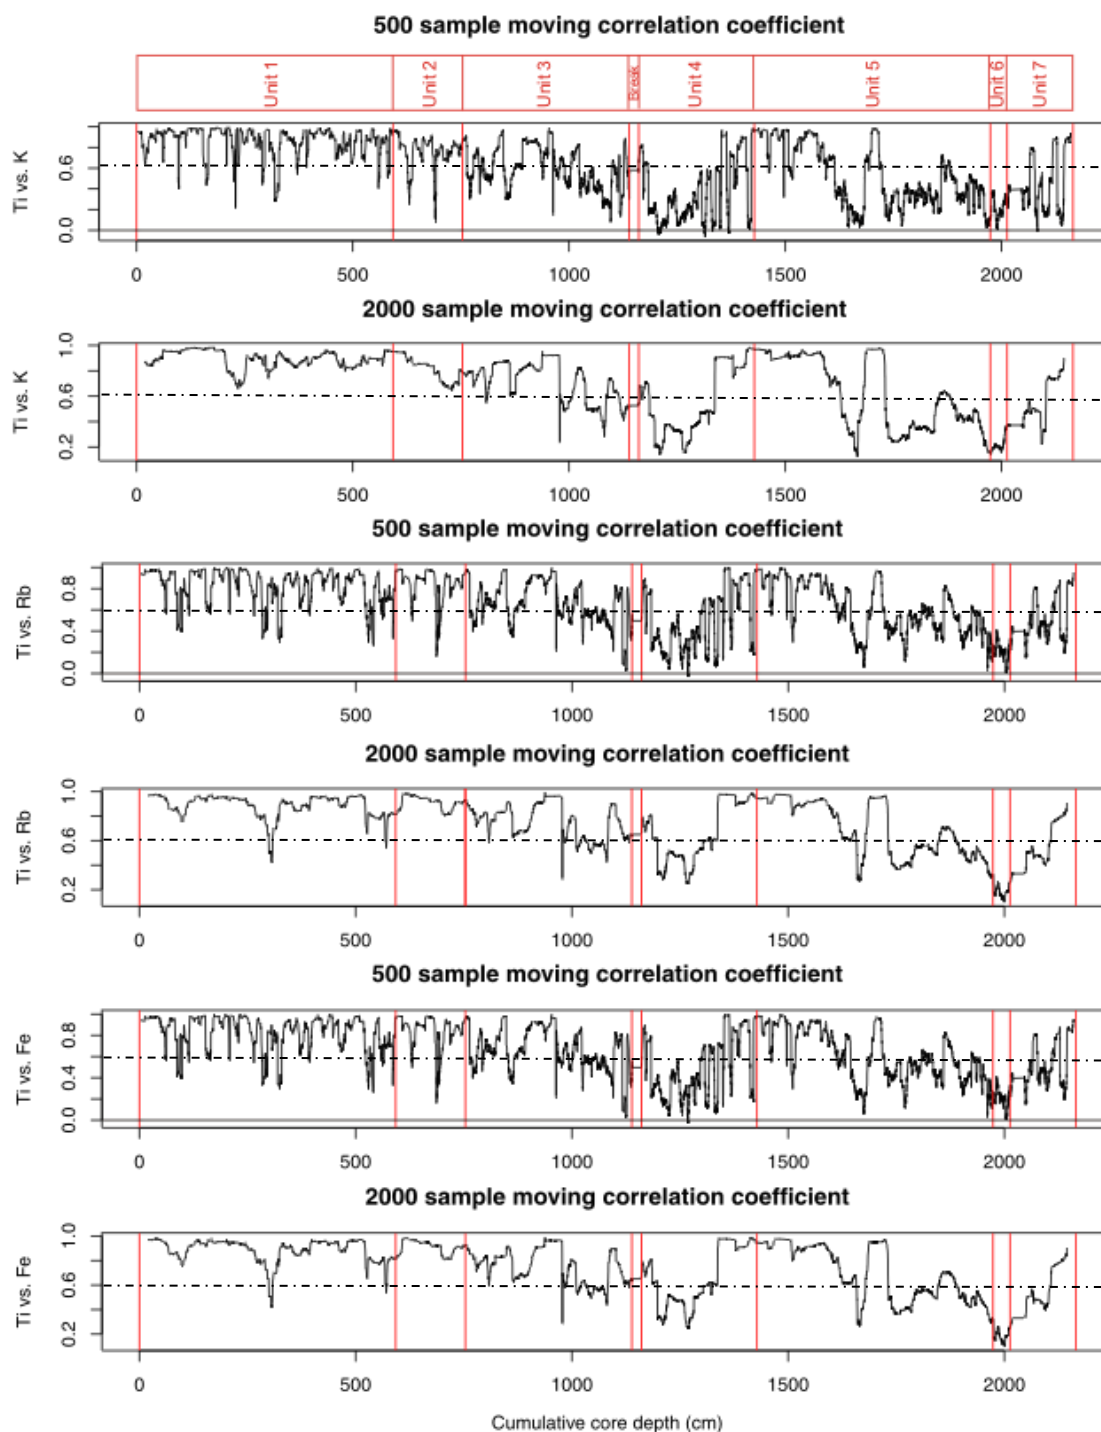 500 sample moving correlation coefficient
Unit 1 Unit 2 Unit 3 Break Unit 4 Unit 5 Unit 6 Unit 7
Ti vs. K
0.6
0.0
0 500 1000 1500 2000
2000 sample moving correlation coefficient
Ti vs. K
1.0
0.6
0.2
0 500 1000 1500 2000
500 sample moving correlation coefficient
Ti vs. Rb
0.8
0.4
0.0
0 500 1000 1500 2000
2000 sample moving correlation coefficient
Ti vs. Rb
1.0
0.6
0.2
0 500 1000 1500 2000
500 sample moving correlation coefficient
Ti vs. Fe
0.8
0.4
0.0
0 500 1000 1500 2000
2000 sample moving correlation coefficient
Ti vs. Fe
1.0
0.6
0.2
0 500 1000 1500 2000
Cumulative core depth (cm)